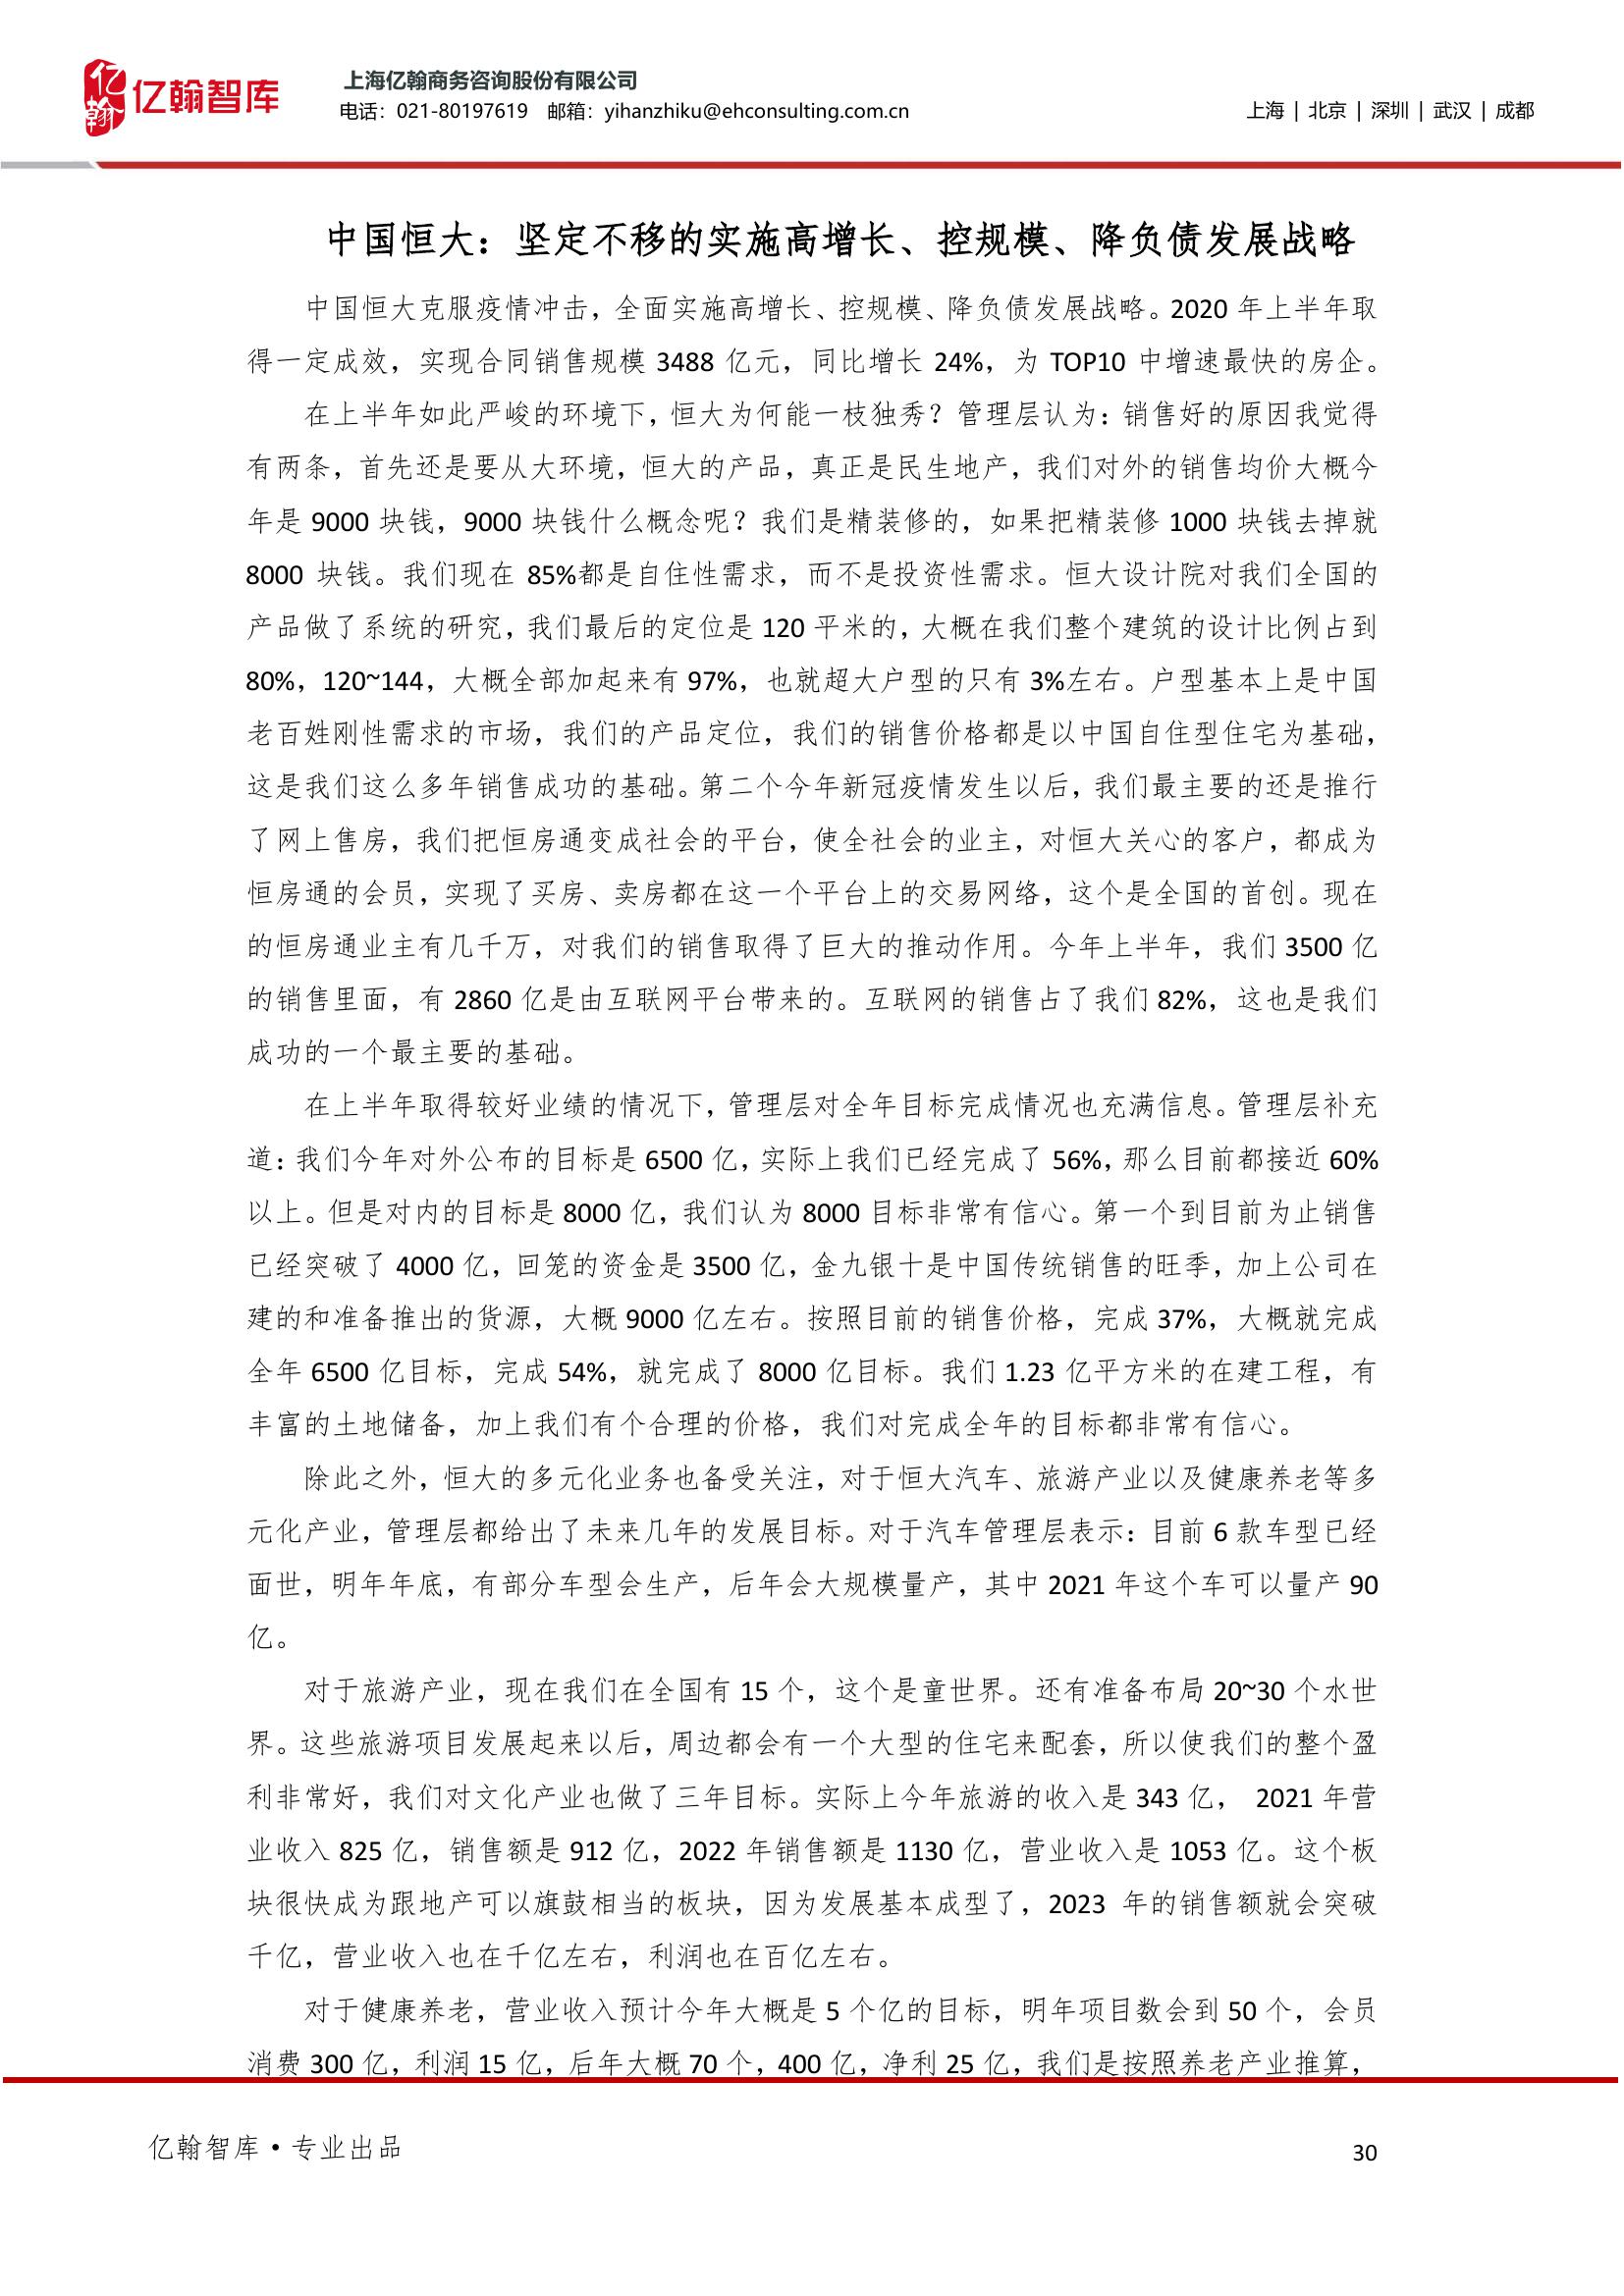 亿翰
亿翰智库
上海亿翰商务咨询股份有限公司
电话：021-80197619 邮箱：yihanzhiku@ehconsulting.com.cn
上海 | 北京 | 深圳 | 武汉 | 成都
中国恒大：坚定不移的实施高增长、控规模、降负债发展战略
中国恒大克服疫情冲击，全面实施高增长、控规模、降负债发展战略。2020 年上半年取
得一定成效，实现合同销售规模 3488 亿元，同比增长 24%，为 TOP10 中增速最快的房企。
在上半年如此严峻的环境下，恒大为何能一枝独秀？管理层认为：销售好的原因我觉得
有两条，首先还是要从大环境，恒大的产品，真正是民生地产，我们对外的销售均价大概今
年是 9000 块钱，9000 块钱什么概念呢？我们是精装修的，如果把精装修 1000 块钱去掉就
8000 块钱。我们现在 85%都是自住性需求，而不是投资性需求。恒大设计院对我们全国的
产品做了系统的研究，我们最后的定位是 120 平米的，大概在我们整个建筑的设计比例占到
80%，120~144，大概全部加起来有 97%，也就超大户型的只有 3%左右。户型基本上是中国
老百姓刚性需求的市场，我们的产品定位，我们的销售价格都是以中国自住型住宅为基础，
这是我们这么多年销售成功的基础。第二个今年新冠疫情发生以后，我们最主要的还是推行
了网上售房，我们把恒房通变成社会的平台，使全社会的业主，对恒大关心的客户，都成为
恒房通的会员，实现了买房、卖房都在这一个平台上的交易网络，这个是全国的首创。现在
的恒房通业主有几千万，对我们的销售取得了巨大的推动作用。今年上半年，我们 3500 亿
的销售里面，有 2860 亿是由互联网平台带来的。互联网的销售占了我们 82%，这也是我们
成功的一个最主要的基础。
在上半年取得较好业绩的情况下，管理层对全年目标完成情况也充满信息。管理层补充
道：我们今年对外公布的目标是 6500 亿，实际上我们已经完成了 56%，那么目前都接近 60%
以上。但是对内的目标是 8000 亿，我们认为 8000 目标非常有信心。第一个到目前为止销售
已经突破了 4000 亿，回笼的资金是 3500 亿，金九银十是中国传统销售的旺季，加上公司在
建的和准备推出的货源，大概 9000 亿左右。按照目前的销售价格，完成 37%，大概就完成
全年 6500 亿目标，完成 54%，就完成了 8000 亿目标。我们 1.23 亿平方米的在建工程，有
丰富的土地储备，加上我们有个合理的价格，我们对完成全年的目标都非常有信心。
除此之外，恒大的多元化业务也备受关注，对于恒大汽车、旅游产业以及健康养老等多
元化产业，管理层都给出了未来几年的发展目标。对于汽车管理层表示：目前 6 款车型已经
面世，明年年底，有部分车型会生产，后年会大规模量产，其中 2021 年这个车可以量产 90
亿。
对于旅游产业，现在我们在全国有 15 个，这个是童世界。还有准备布局 20~30 个水世
界。这些旅游项目发展起来以后，周边都会有一个大型的住宅来配套，所以使我们的整个盈
利非常好，我们对文化产业也做了三年目标。实际上今年旅游的收入是 343 亿， 2021 年营
业收入 825 亿，销售额是 912 亿，2022 年销售额是 1130 亿，营业收入是 1053 亿。这个板
块很快成为跟地产可以旗鼓相当的板块，因为发展基本成型了，2023 年的销售额就会突破
千亿，营业收入也在千亿左右，利润也在百亿左右。
对于健康养老，营业收入预计今年大概是 5 个亿的目标，明年项目数会到 50 个，会员
消费 300 亿，利润 15 亿，后年大概 70 个，400 亿，净利 25 亿，我们是按照养老产业推算，
亿翰智库·专业出品
30